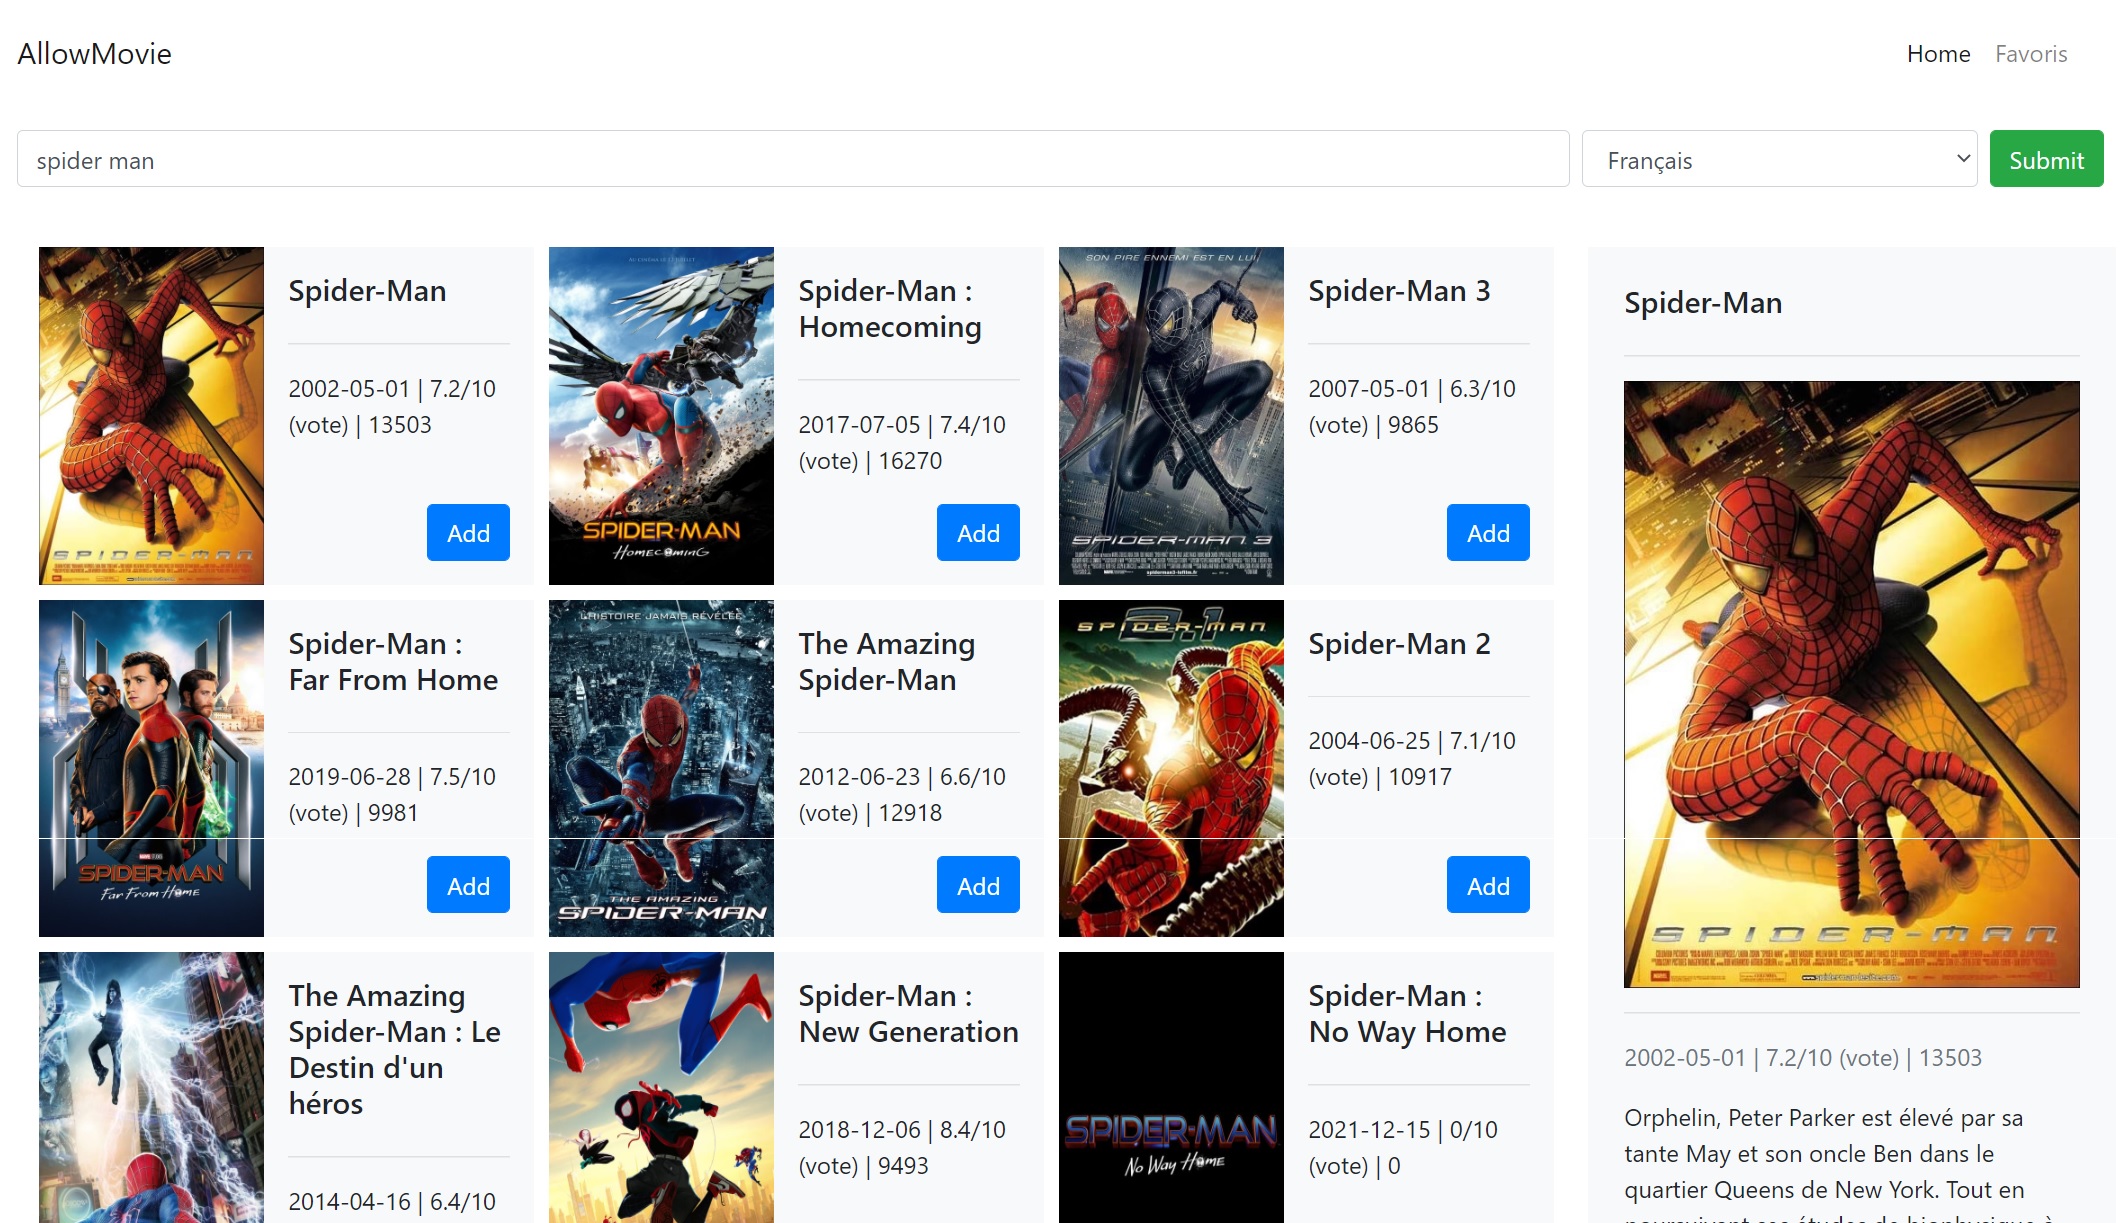 AllowMovie
Home
Favoris
spider man
Français
Submit
Spider-Man
2002-05-01 | 7.2/10
(vote) | 13503
Add
SPIDER-MAN
Spider-Man :
Homecoming
2017-07-05 | 7.4/10
(vote) | 16270
Add
SPIDER-MAN
Homecoming
SON PIRE ENNEMI EST EN LUI
Spider-Man 3
2007-05-01 | 6.3/10
(vote) | 9865
Add
SPIDER-MAN 3
Spider-Man :
Far From Home
2019-06-28 | 7.5/10
(vote) | 9981
Add
SPIDER-MAN
Far From Home
L'HISTOIRE JAMAIS RÉVÉLÉE
The Amazing
Spider-Man
2012-06-23 | 6.6/10
(vote) | 12918
Add
THE AMAZING
SPIDER-MAN
SPIDER-MAN
2.1
Spider-Man 2
2004-06-25 | 7.1/10
(vote) | 10917
Add
The Amazing
Spider-Man : Le
Destin d'un
héros
2014-04-16 | 6.4/10
Spider-Man :
New Generation
2018-12-06 | 8.4/10
(vote) | 9493
Spider-Man :
No Way Home
2021-12-15 | 0/10
(vote) | 0
SPIDER-MAN
No Way Home
Spider-Man
SPIDER-MAN
2002-05-01 | 7.2/10 (vote) | 13503
Orphelin, Peter Parker est élevé par sa
tante May et son oncle Ben dans le
quartier Queens de New York. Tout en
poursuivant ses études de biophysique à